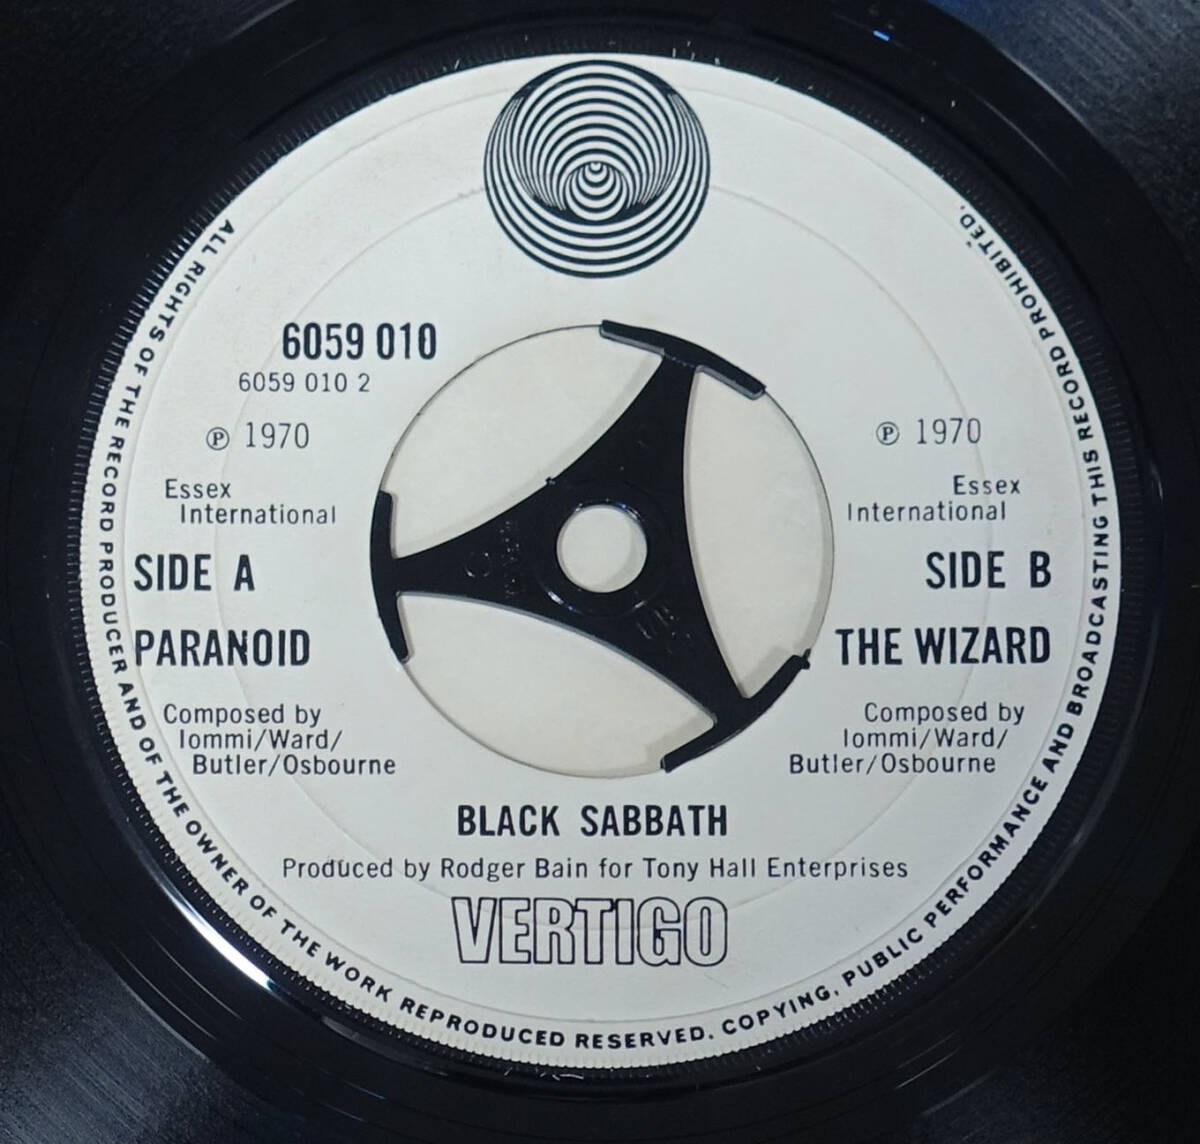 ALL RIGHTS OF THE RECORD PRODUCER AND OF THE OWNER OF THE WORK REPRODUCED RESERVED. COPYING, PUBLIC PERFORMANCE AND BROADCASTING THIS RECORD PROHIBITED.
6059 010
6059 010 2
℗ 1970
Essex
International
SIDE A
PARANOID
Composed by
Iommi/Ward/
Butler/Osbourne
℗ 1970
Essex
International
SIDE B
THE WIZARD
Composed by
Iommi/Ward/
Butler/Osbourne
BLACK SABBATH
Produced by Rodger Bain for Tony Hall Enterprises
VERTIGO